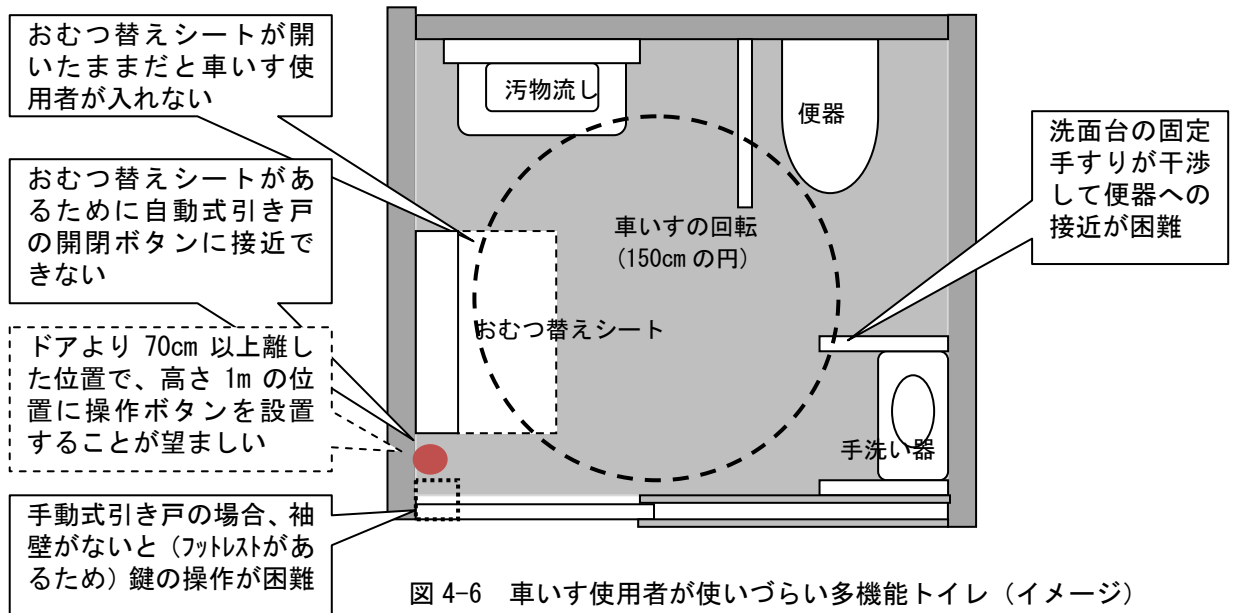 おむつ替えシートが開
いたままだと車いす使
用者が入れない
おむつ替えシートがあ
るために自動式引き戸
の開閉ボタンに接近で
きない
ドアより 70cm 以上離し
た位置で、高さ 1m の位
置に操作ボタンを設置
することが望ましい
手動式引き戸の場合、袖
壁がないと（フットレストがあ
るため）鍵の操作が困難
汚物流し
便器
車いすの回転
(150cm の円)
おむつ替えシート
手洗い器
洗面台の固定
手すりが干渉
して便器への
接近が困難
図 4-6　車いす使用者が使いづらい多機能トイレ（イメージ）